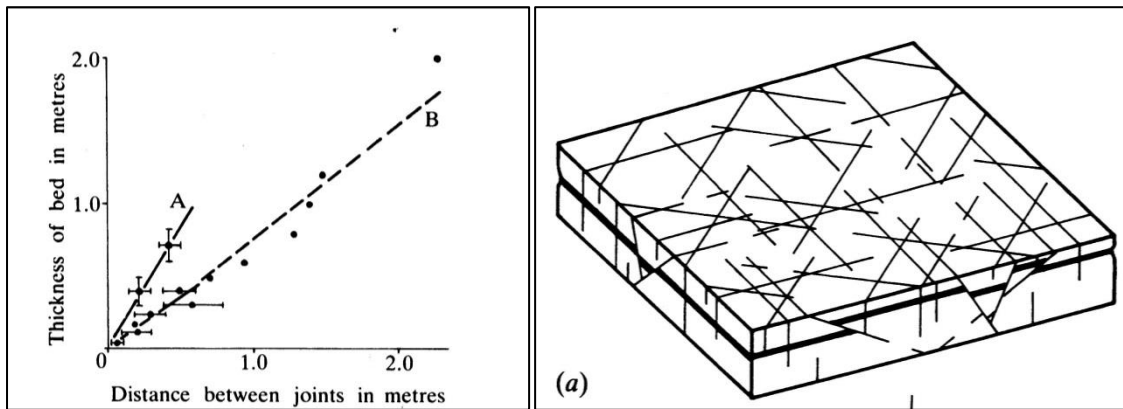 Thickness of bed in metres
2.0
1.0
0
A
B
0
1.0
2.0
Distance between joints in metres
(a)